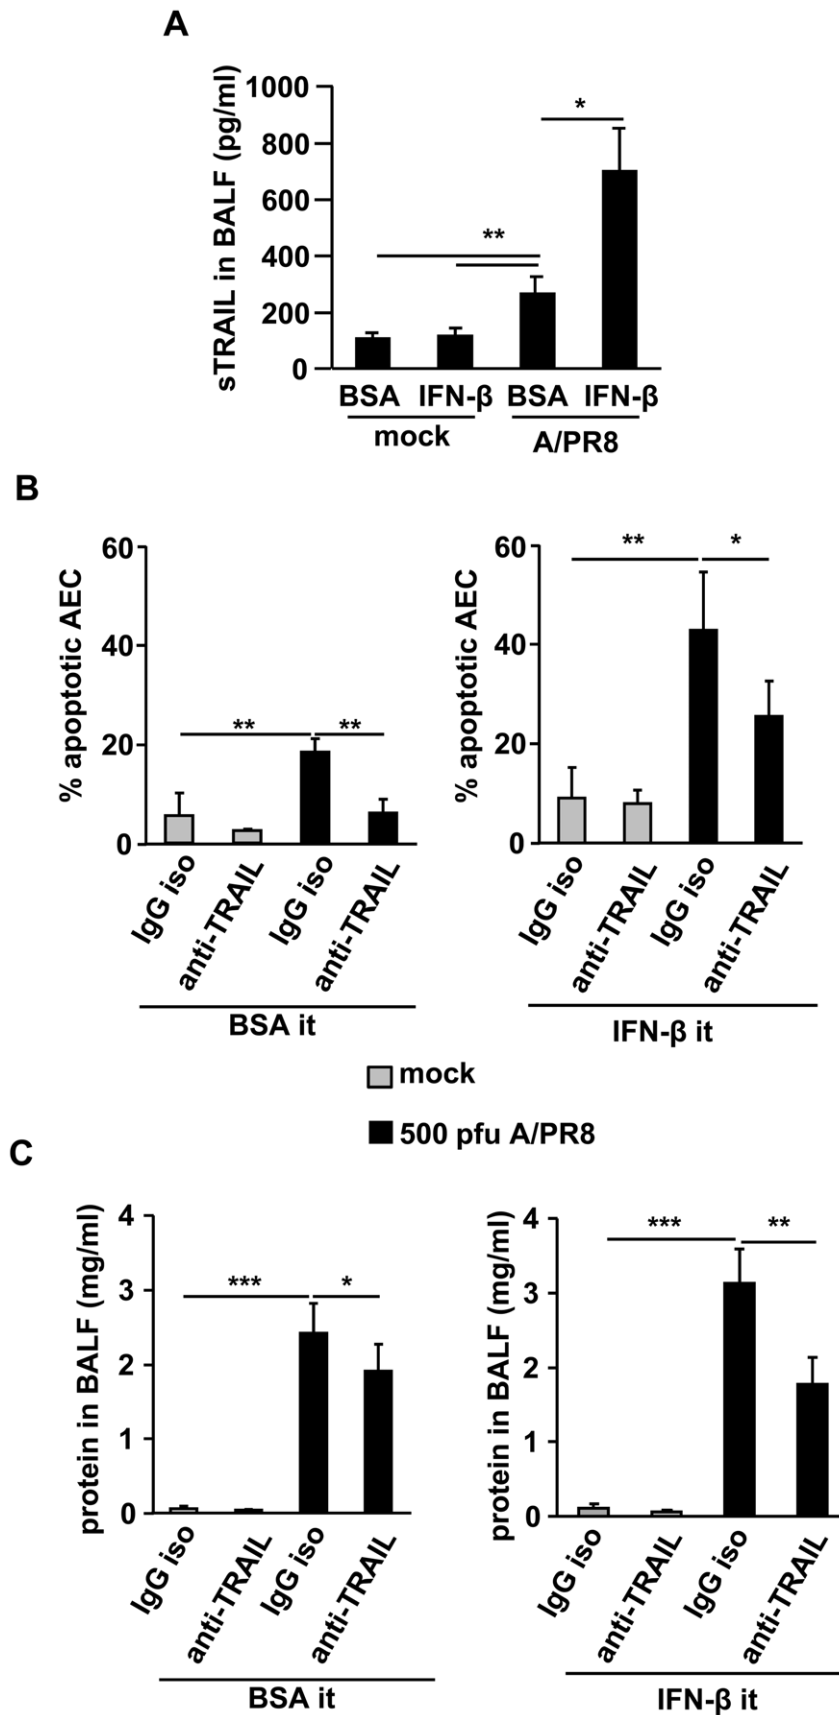 A
sTRAIL in BALF (pg/ml)
1000
800
600
400
200
0
*
**
BSA IFN-β BSA IFN-β
mock A/PR8
B
% apoptotic AEC
60
40
20
0
** **
IgG iso
anti-TRAIL
IgG iso
anti-TRAIL
BSA it
% apoptotic AEC
60
40
20
0
** *
IgG iso
anti-TRAIL
IgG iso
anti-TRAIL
IFN-β it
mock
500 pfu A/PR8
C
protein in BALF (mg/ml)
4
3
2
1
0
*** *
IgG iso
anti-TRAIL
IgG iso
anti-TRAIL
BSA it
protein in BALF (mg/ml)
4
3
2
1
0
*** **
IgG iso
anti-TRAIL
IgG iso
anti-TRAIL
IFN-β it